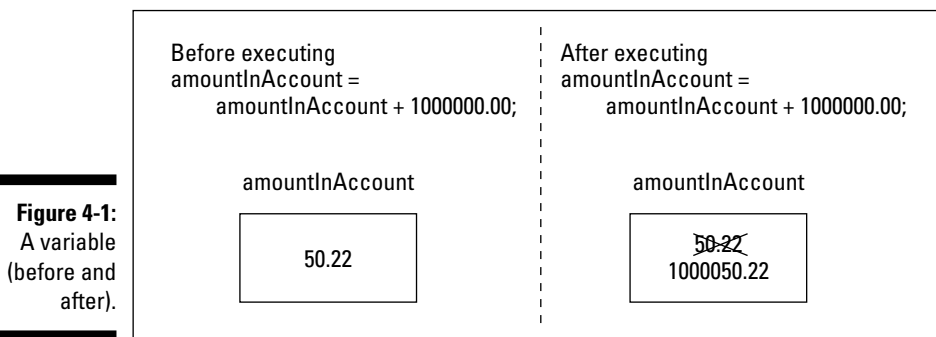 Before executing
amountInAccount =
amountInAccount + 1000000.00;
amountInAccount
50.22
After executing
amountInAccount =
amountInAccount + 1000000.00;
amountInAccount
50.22
1000050.22
Figure 4-1:
A variable
(before and
after).